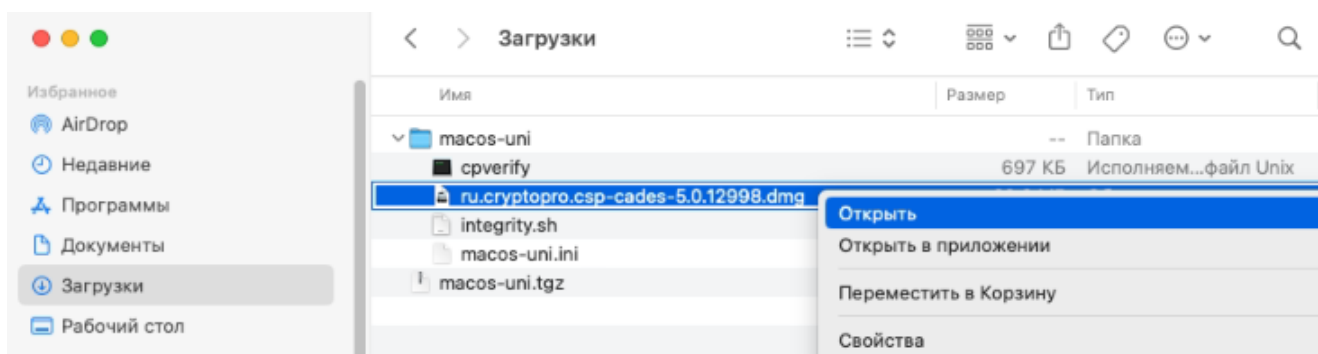 Загрузки
Избранное
AirDrop
Недавние
Программы
Документы
Загрузки
Рабочий стол
Имя Размер Тип
macos-uni -- Папка
cpverify 697 КБ Исполняем...файл Unix
ru.cryptopro.csp-cades-5.0.12998.dmg
integrity.sh
macos-uni.ini
macos-uni.tgz
Открыть
Открыть в приложении
Переместить в Корзину
Свойства